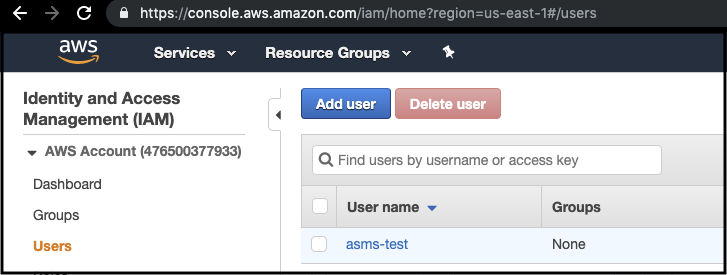 https://console.aws.amazon.com/iam/home?region=us-east-1#/users
aws Services Resource Groups
Identity and Access
Management (IAM)
AWS Account (476500377933)
Dashboard
Groups
Users
Add user Delete user
Find users by username or access key
User name Groups
asms-test None